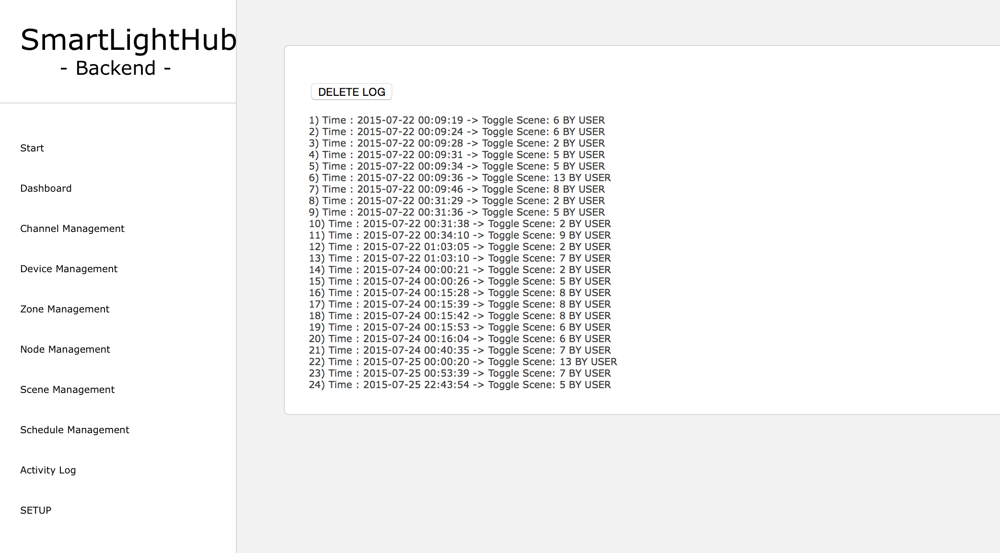 SmartLightHub
- Backend -
Start
Dashboard
Channel Management
Device Management
Zone Management
Node Management
Scene Management
Schedule Management
Activity Log
SETUP
DELETE LOG
1) Time : 2015-07-22 00:09:19 -> Toggle Scene: 6 BY USER
2) Time : 2015-07-22 00:09:24 -> Toggle Scene: 6 BY USER
3) Time : 2015-07-22 00:09:28 -> Toggle Scene: 2 BY USER
4) Time : 2015-07-22 00:09:31 -> Toggle Scene: 5 BY USER
5) Time : 2015-07-22 00:09:34 -> Toggle Scene: 5 BY USER
6) Time : 2015-07-22 00:09:36 -> Toggle Scene: 13 BY USER
7) Time : 2015-07-22 00:09:46 -> Toggle Scene: 8 BY USER
8) Time : 2015-07-22 00:31:29 -> Toggle Scene: 2 BY USER
9) Time : 2015-07-22 00:31:36 -> Toggle Scene: 5 BY USER
10) Time : 2015-07-22 00:31:38 -> Toggle Scene: 2 BY USER
11) Time : 2015-07-22 00:34:10 -> Toggle Scene: 9 BY USER
12) Time : 2015-07-22 01:03:05 -> Toggle Scene: 2 BY USER
13) Time : 2015-07-22 01:03:10 -> Toggle Scene: 7 BY USER
14) Time : 2015-07-24 00:00:21 -> Toggle Scene: 2 BY USER
15) Time : 2015-07-24 00:00:26 -> Toggle Scene: 5 BY USER
16) Time : 2015-07-24 00:15:28 -> Toggle Scene: 8 BY USER
17) Time : 2015-07-24 00:15:39 -> Toggle Scene: 8 BY USER
18) Time : 2015-07-24 00:15:42 -> Toggle Scene: 8 BY USER
19) Time : 2015-07-24 00:15:53 -> Toggle Scene: 6 BY USER
20) Time : 2015-07-24 00:16:04 -> Toggle Scene: 6 BY USER
21) Time : 2015-07-24 00:40:35 -> Toggle Scene: 7 BY USER
22) Time : 2015-07-25 00:00:20 -> Toggle Scene: 13 BY USER
23) Time : 2015-07-25 00:53:39 -> Toggle Scene: 7 BY USER
24) Time : 2015-07-25 22:43:54 -> Toggle Scene: 5 BY USER